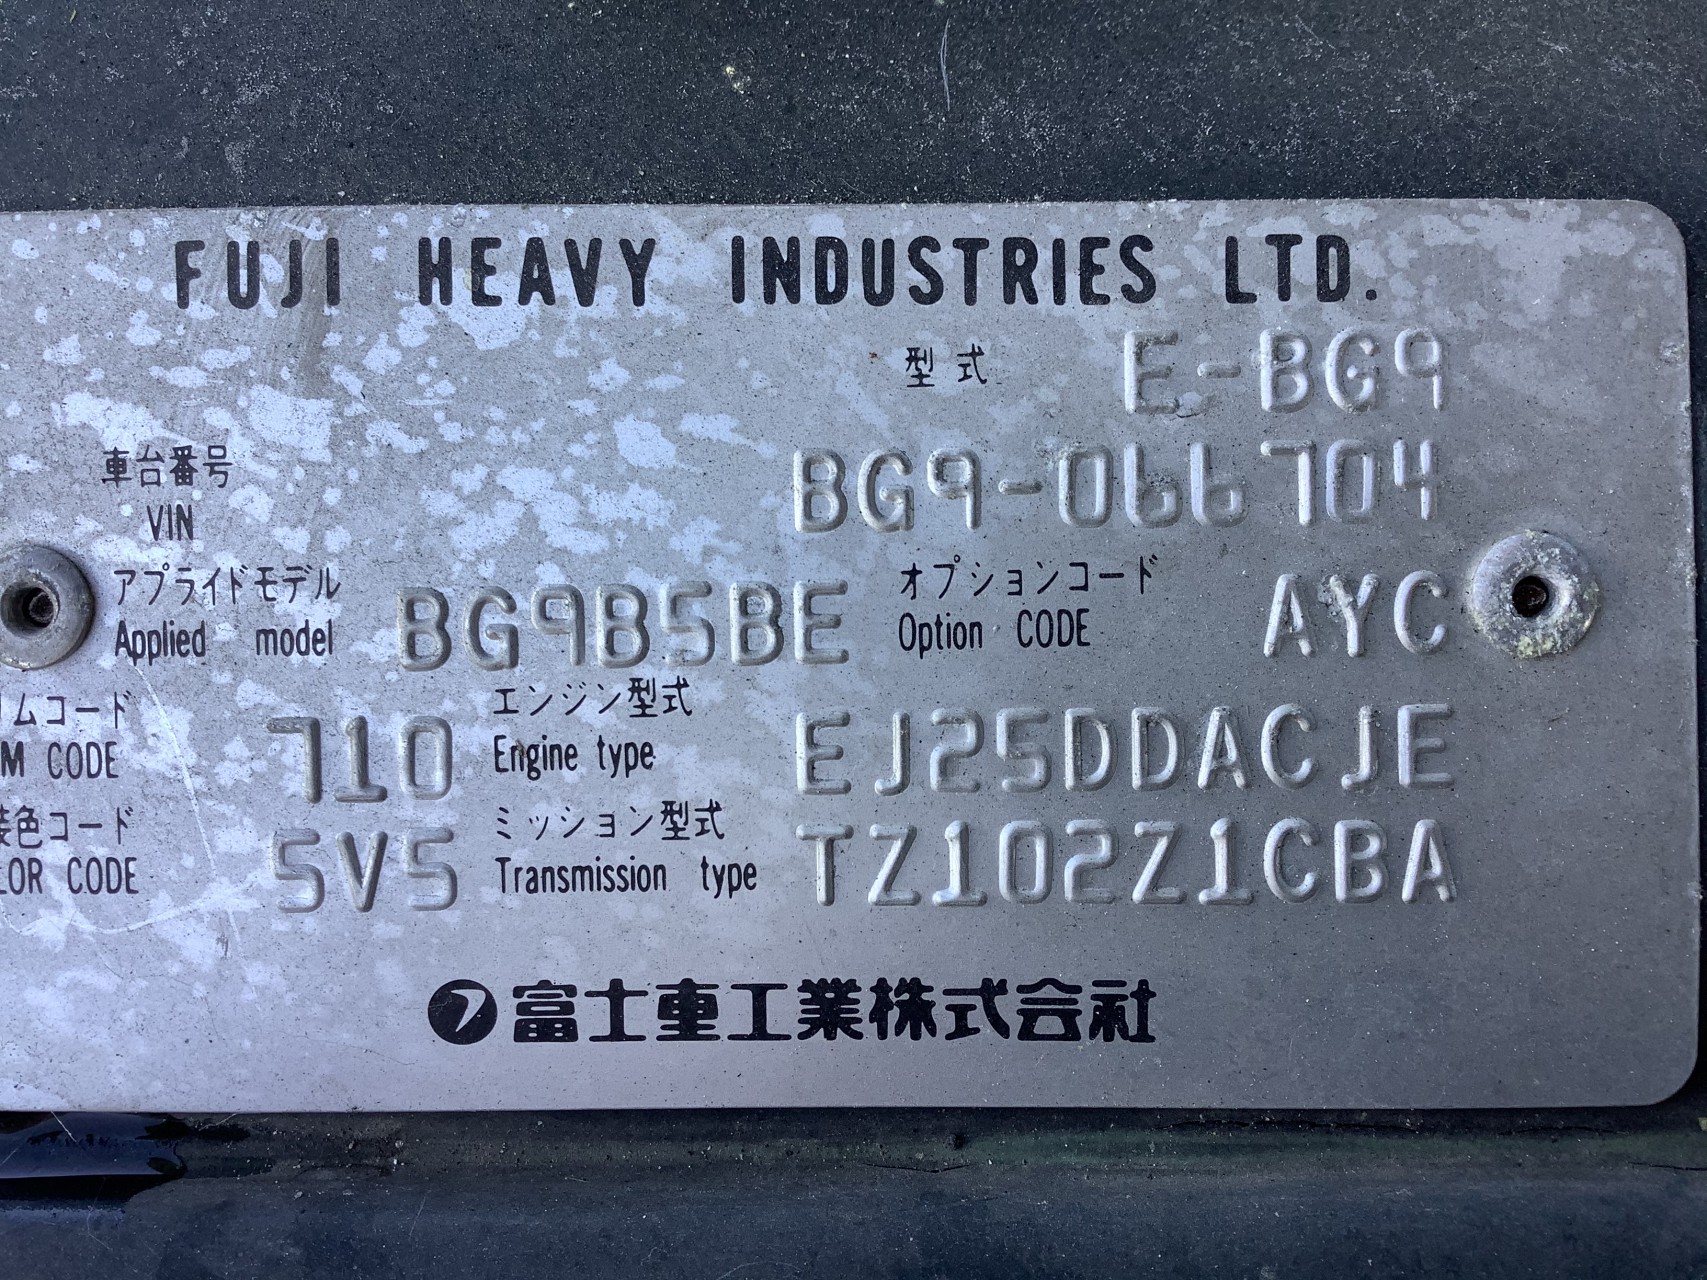 FUJI HEAVY INDUSTRIES LTD.
型式 E-BG9
車台番号
VIN BG9-066704
アプライドモデル オプションコード
Applied model BG9B5BE Option CODE AYC
リムコード エンジン型式
M CODE 710 Engine type EJ25DDACJE
装色コード ミッション型式
LOR CODE 5V5 Transmission type TZ102Z1CBA
富士重工業株式会社